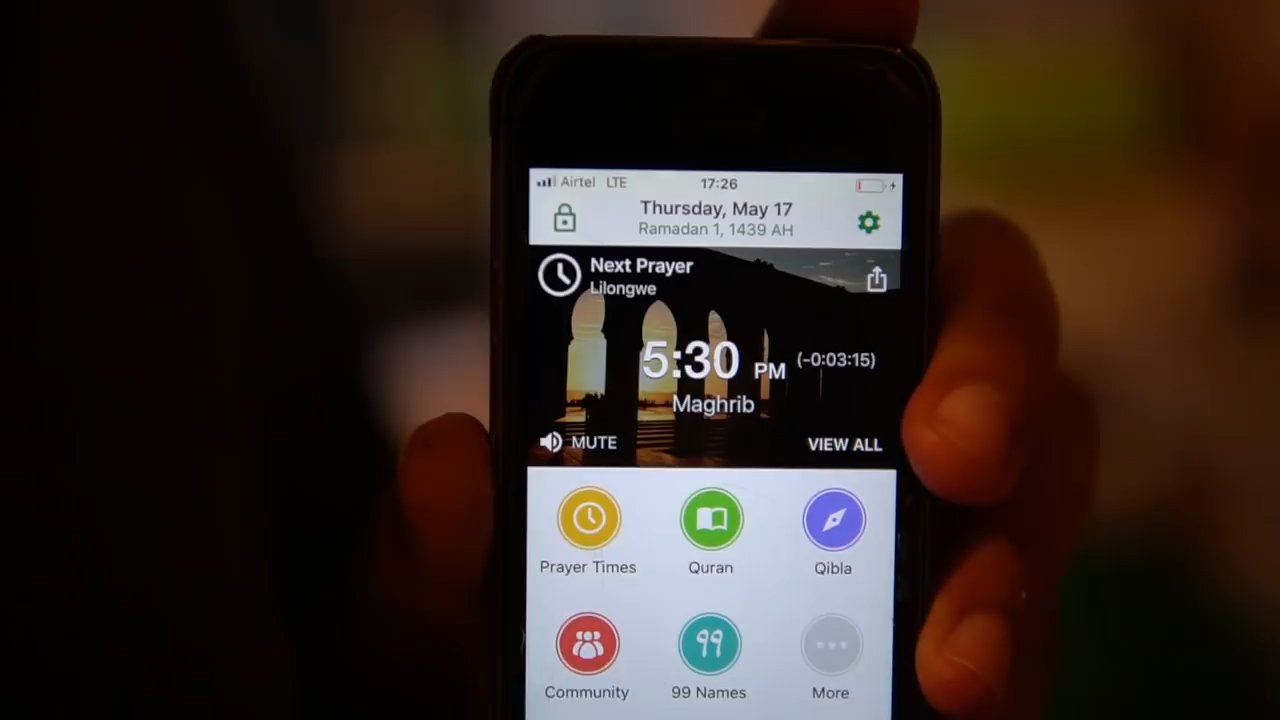 Airtel LTE 17:26
Thursday, May 17
Ramadan 1, 1439 AH
Next Prayer
Lilongwe
5:30 PM (-0:03:15)
Maghrib
MUTE VIEW ALL
Prayer Times Quran Qibla
99
Community 99 Names More